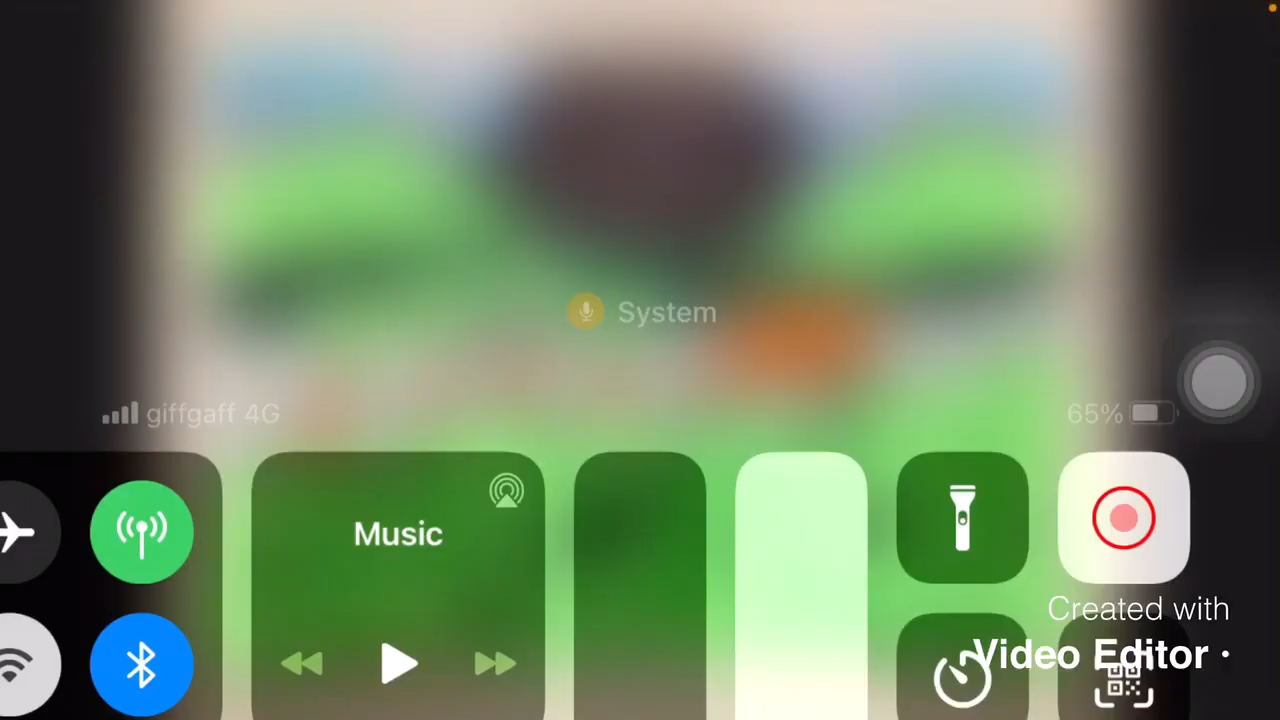 System
giffgaff 4G
65%
Music
Created with
Video Editor •